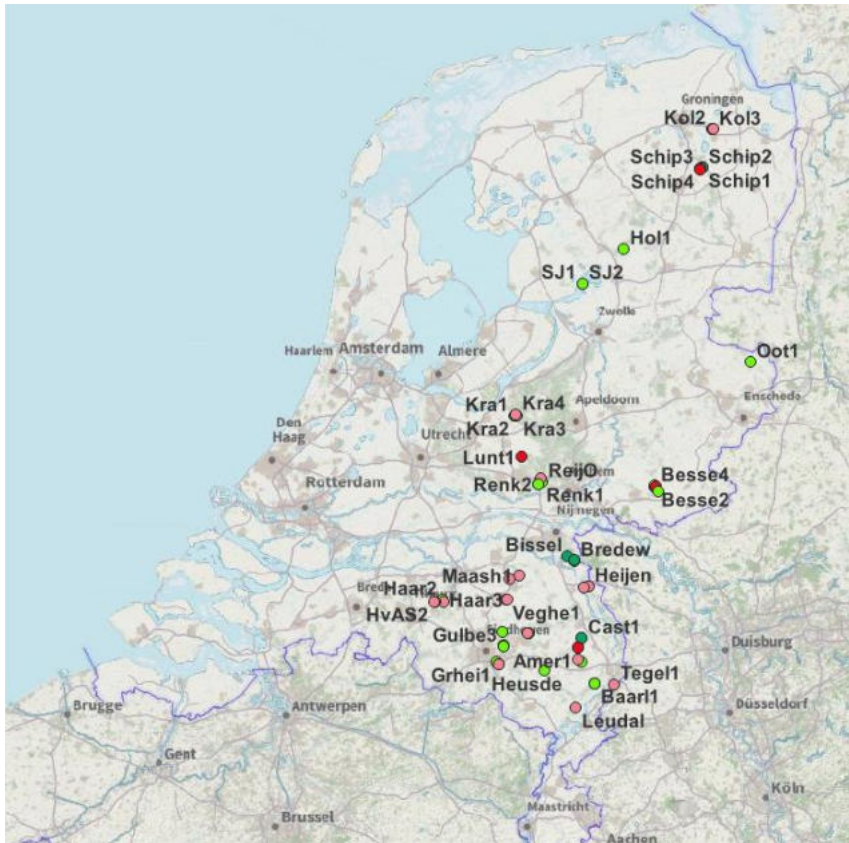 Groningen
Kol2 Kol3
Schip3 Schip2
Schip4 Schip1
Hol1
SJ1 SJ2
Zwolle
Oot1
Haarlem Amsterdam Almere
Enschede
Apeldoorn
Kra1 Kra4
Kra2 Kra3
Den
Haag
Utrecht
Lunt1
ReijO
Besse4
Renk2
Renk1
Besse2
Rotterdam
Nijmegen
Bissel Bredew
Maash1
Heijen
Haar2
Haar3
HvAS2
Veghe1
Gulbe3
Cast1
Duisburg
Amer1
Grhei1
Heusde
Tegel1
Baarl1
Leudal
Düsseldorf
Brugge
Antwerpen
Gent
Köln
Maastricht
Brussel
Aachen